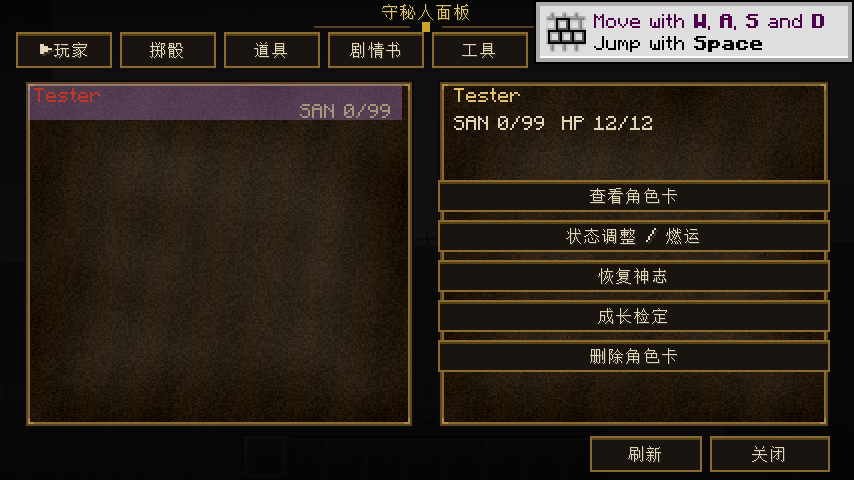 守秘人面板
Move with W, A, S and D
Jump with Space
玩家
掷骰
道具
剧情书
工具
Tester
SAN 0/99
Tester
SAN 0/99 HP 12/12
查看角色卡
状态调整 / 燃运
恢复神志
成长检定
删除角色卡
刷新
关闭